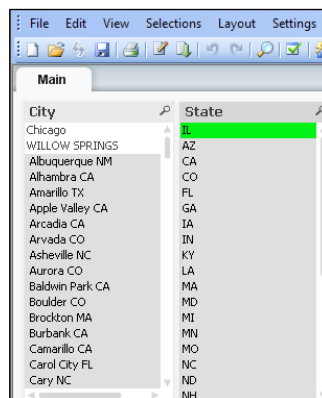 File Edit View Selections Layout Settings
Main
City
Chicago
WILLOW SPRINGS
Albuquerque NM
Alhambra CA
Amarillo TX
Apple Valley CA
Arcadia CA
Arvada CO
Asheville NC
Aurora CO
Baldwin Park CA
Boulder CO
Brockton MA
Burbank CA
Camarillo CA
Carol City FL
Cary NC
State
IL
AZ
CA
CO
FL
GA
IA
IN
KY
LA
MA
MD
MI
MN
MO
NC
ND
NH